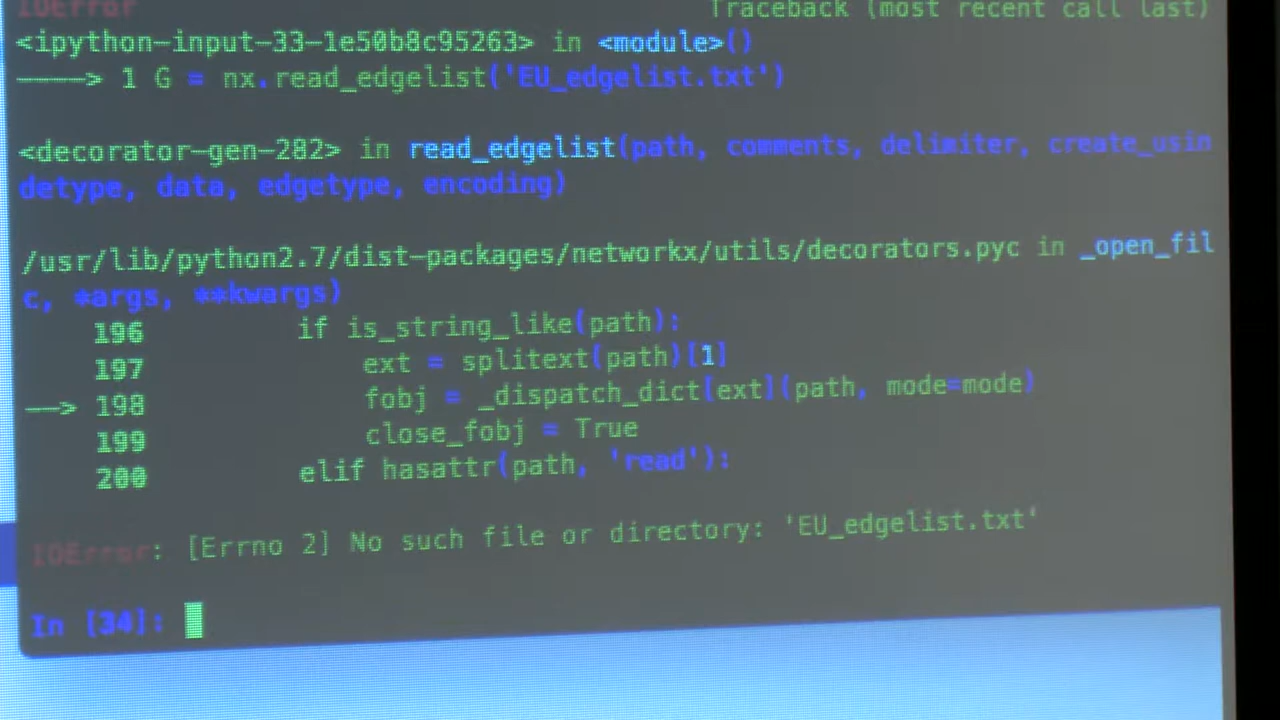 IOError Traceback (most recent call last)
<ipython-input-33-1e50b8c95263> in <module>()
----> 1 G = nx.read_edgelist('EU_edgelist.txt')
<decorator-gen-282> in read_edgelist(path, comments, delimiter, create_usin
detype, data, edgetype, encoding)
/usr/lib/python2.7/dist-packages/networkx/utils/decorators.pyc in _open_fil
c, *args, **kwargs)
196 if is_string_like(path):
197 ext = splitext(path)[1]
--> 198 fobj = _dispatch_dict[ext](path, mode=mode)
199 close_fobj = True
200 elif hasattr(path, 'read'):
IOError: [Errno 2] No such file or directory: 'EU_edgelist.txt'
In [34]: